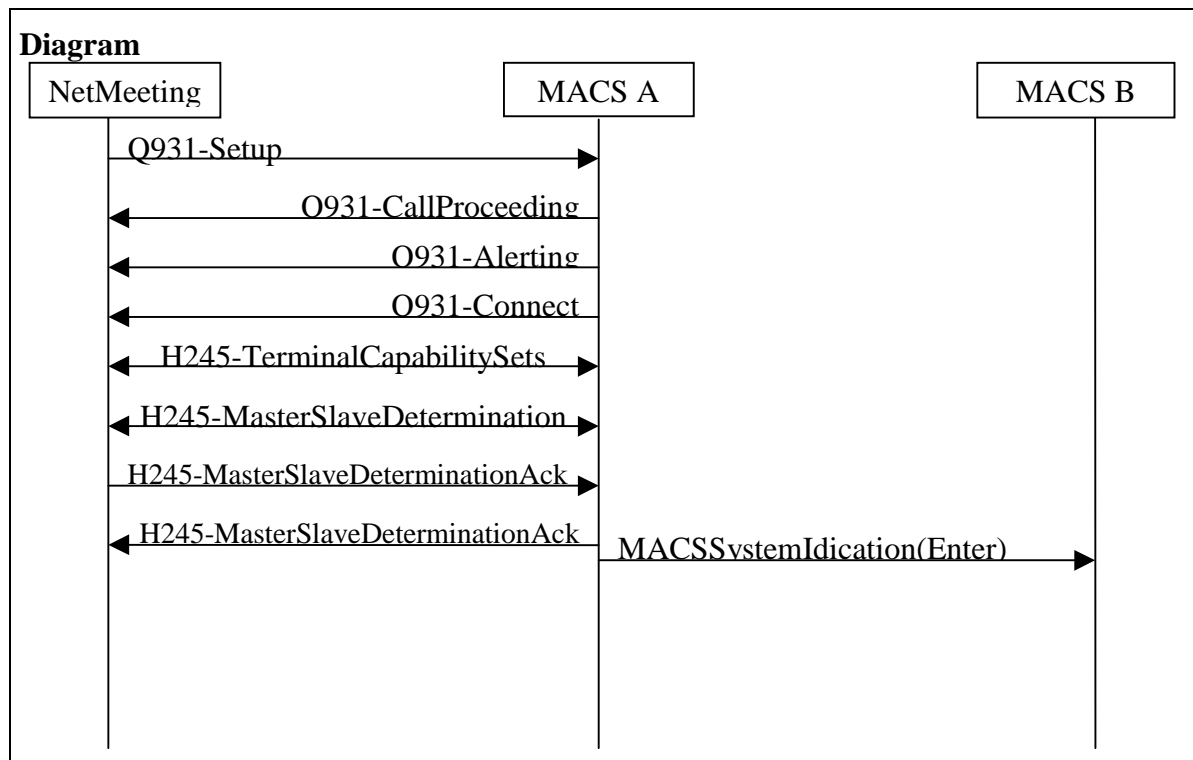 Diagram
NetMeeting
MACS A
MACS B
Q931-Setup
Q931-CallProceeding
Q931-Alerting
Q931-Connect
H245-TerminalCapabilitySets
H245-MasterSlaveDetermination
H245-MasterSlaveDeterminationAck
H245-MasterSlaveDeterminationAck
MACSSystemIdication(Enter)